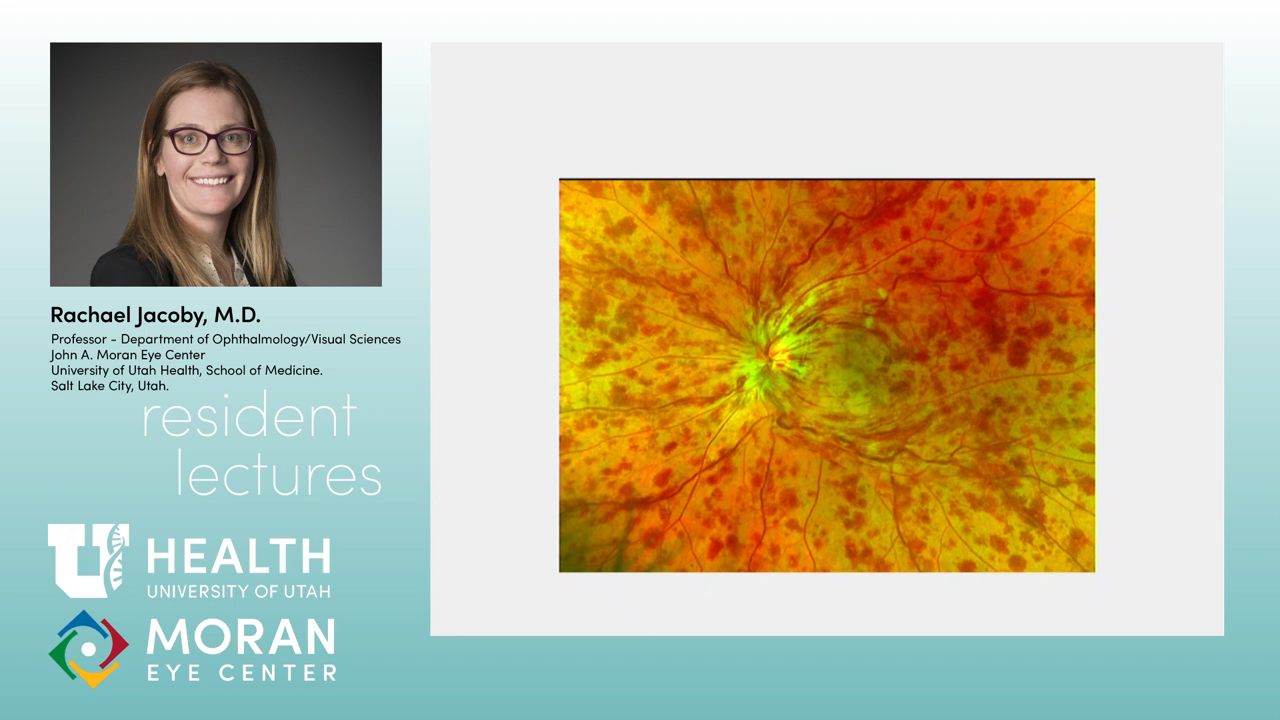 Rachael Jacoby, M.D.
Professor - Department of Ophthalmology/Visual Sciences
John A. Moran Eye Center
University of Utah Health, School of Medicine.
Salt Lake City, Utah.
resident
lectures
U HEALTH
UNIVERSITY OF UTAH
MORAN
EYE CENTER